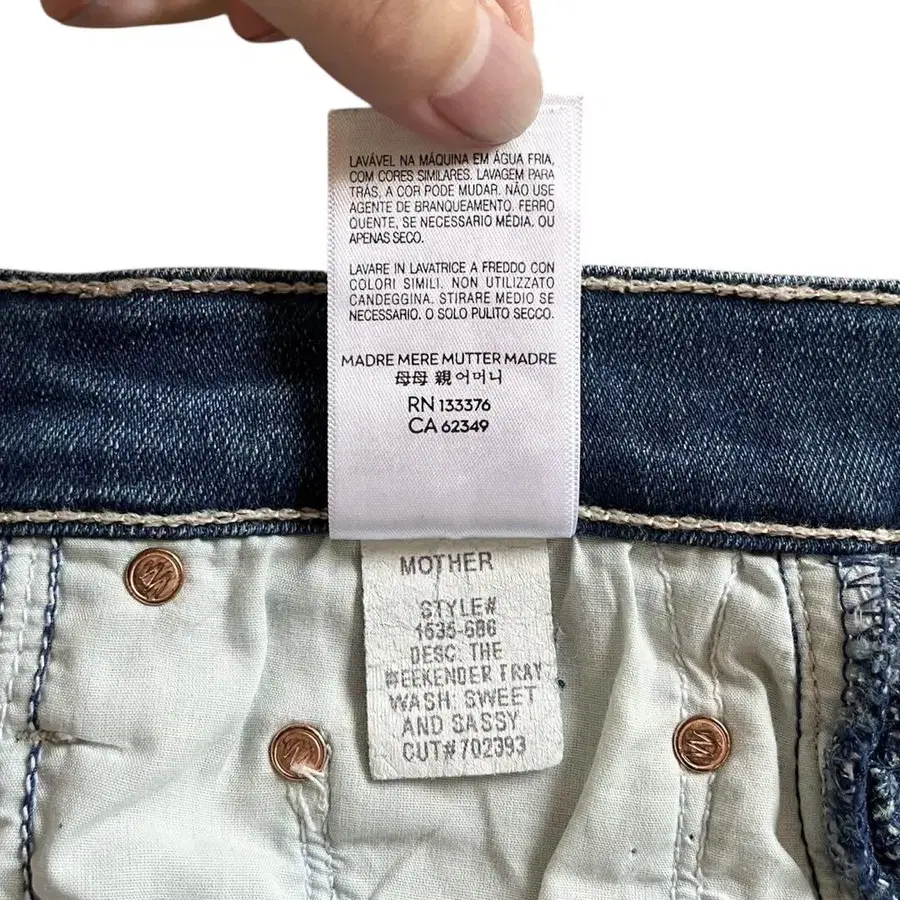 LAVÁVEL NA MÁQUINA EM ÁGUA FRIA,
COM CORES SIMILARES. LAVAGEM PARA
TRÁS, A COR PODE MUDAR. NÃO USE
AGENTE DE BRANQUEAMENTO. FERRO
QUENTE, SE NECESSARIO MÉDIA. OU
APENAS SECO.
LAVARE IN LAVATRICE A FREDDO CON
COLORI SIMILI. NON UTILIZZATO
CANDEGGINA. STIRARE MEDIO SE
NECESSARIO. O SOLO PULITO SECCO.
MADRE MERE MUTTER MADRE
母母 親 어머니
RN 133376
CA 62349
MOTHER
STYLE#
1635-686
DESC: THE
WEEKENDER FRAY
WASH: SWEET
AND SASSY
CUT#702393